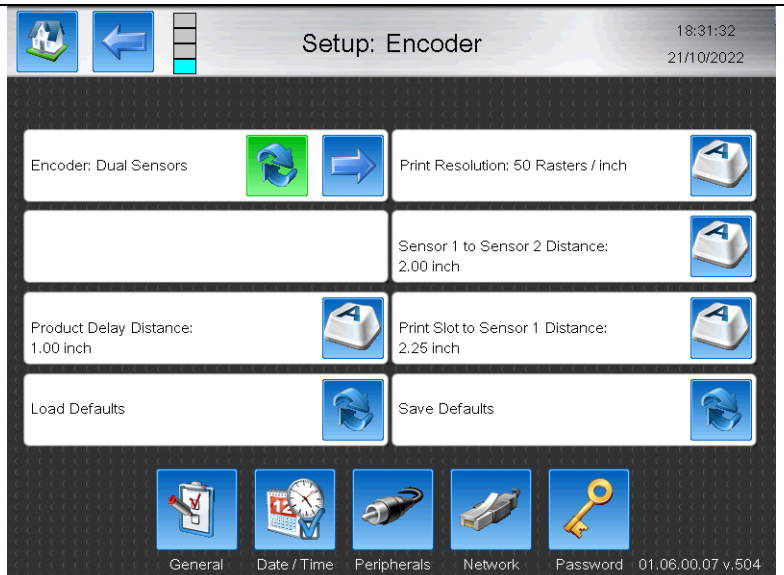 Setup: Encoder
18:31:32
21/10/2022
Encoder: Dual Sensors
Print Resolution: 50 Rasters / inch
Sensor 1 to Sensor 2 Distance:
2.00 inch
Product Delay Distance:
1.00 inch
Print Slot to Sensor 1 Distance:
2.25 inch
Load Defaults
Save Defaults
General
Date / Time
Peripherals
Network
Password
01.06.00.07 v.504